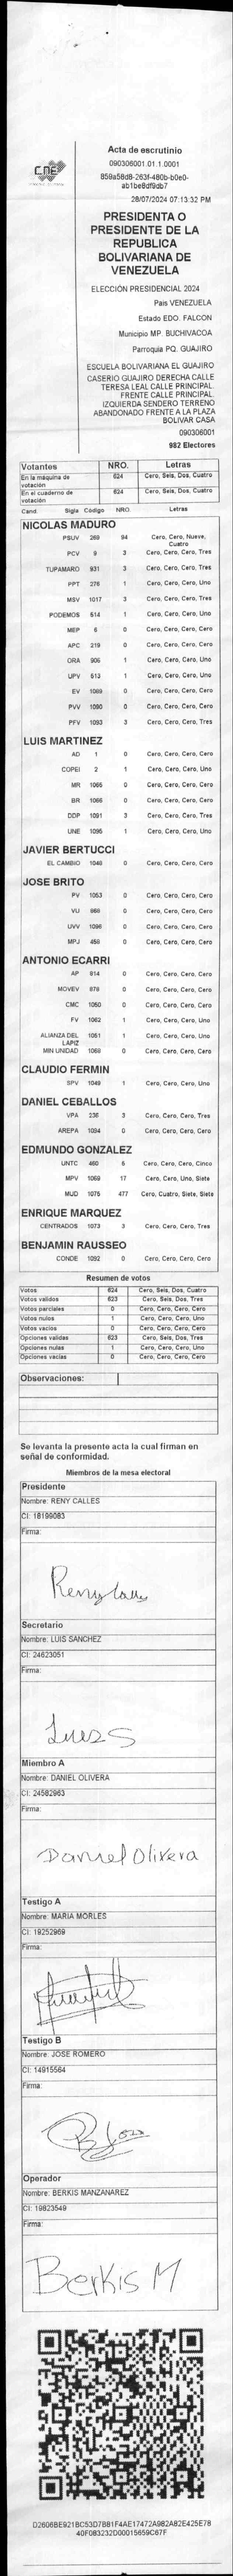 CNE
Acta de escrutinio
090306001.01.1.0001
859a58d8-263f-480b-b0e0-
ab1be8df9db7
28/07/2024 07:13:32 PM
PRESIDENTA O
PRESIDENTE DE LA
REPUBLICA
BOLIVARIANA DE
VENEZUELA
ELECCIÓN PRESIDENCIAL 2024
Pais VENEZUELA
Estado EDO. FALCON
Municipio MP. BUCHIVACOA
Parroquia PQ. GUAJIRO
ESCUELA BOLIVARIANA EL GUAJIRO
CASERIO GUAJIRO DERECHA CALLE
TERESA LEAL CALLE PRINCIPAL.
FRENTE CALLE PRINCIPAL.
IZQUIERDA SENDERO TERRENO
ABANDONADO FRENTE A LA PLAZA
BOLIVAR CASA
090306001
982 Electores
Votantes NRO. Letras
En la máquina de votación 624 Cero, Seis, Dos, Cuatro
En el cuaderno de votación 624 Cero, Seis, Dos, Cuatro
Cand. Sigla Código NRO. Letras
NICOLAS MADURO
PSUV 269 94 Cero, Cero, Nueve, Cuatro
PCV 9 3 Cero, Cero, Cero, Tres
TUPAMARO 931 3 Cero, Cero, Cero, Tres
PPT 276 1 Cero, Cero, Cero, Uno
MSV 1017 3 Cero, Cero, Cero, Tres
PODEMOS 514 1 Cero, Cero, Cero, Uno
MEP 6 0 Cero, Cero, Cero, Cero
APC 219 0 Cero, Cero, Cero, Cero
ORA 906 1 Cero, Cero, Cero, Uno
UPV 513 1 Cero, Cero, Cero, Uno
EV 1089 0 Cero, Cero, Cero, Cero
PVV 1090 0 Cero, Cero, Cero, Cero
PFV 1093 3 Cero, Cero, Cero, Tres
LUIS MARTINEZ
AD 1 0 Cero, Cero, Cero, Cero
COPEI 2 1 Cero, Cero, Cero, Uno
MR 1065 0 Cero, Cero, Cero, Cero
BR 1066 0 Cero, Cero, Cero, Cero
DDP 1091 3 Cero, Cero, Cero, Tres
UNE 1095 1 Cero, Cero, Cero, Uno
JAVIER BERTUCCI
EL CAMBIO 1048 0 Cero, Cero, Cero, Cero
JOSE BRITO
PV 1053 0 Cero, Cero, Cero, Cero
VU 868 0 Cero, Cero, Cero, Cero
UVV 1096 0 Cero, Cero, Cero, Cero
MPJ 458 0 Cero, Cero, Cero, Cero
ANTONIO ECARRI
AP 814 0 Cero, Cero, Cero, Cero
MOVEV 878 0 Cero, Cero, Cero, Cero
CMC 1050 0 Cero, Cero, Cero, Cero
FV 1062 1 Cero, Cero, Cero, Uno
ALIANZA DEL LAPIZ 1051 1 Cero, Cero, Cero, Uno
MIN UNIDAD 1068 0 Cero, Cero, Cero, Cero
CLAUDIO FERMIN
SPV 1049 1 Cero, Cero, Cero, Uno
DANIEL CEBALLOS
VPA 235 3 Cero, Cero, Cero, Tres
AREPA 1094 0 Cero, Cero, Cero, Cero
EDMUNDO GONZALEZ
UNTC 460 Cero, Cero, Cero, Cinco
MPV 1069 17 Cero, Cero, Uno, Siete
MUD 1075 477 Cero, Cuatro, Siete, Siete
ENRIQUE MARQUEZ
CENTRADOS 1073 3 Cero, Cero, Cero, Tres
BENJAMIN RAUSSEO
CONDE 1092 0 Cero, Cero, Cero, Cero
Resumen de votos
Votos 624 Cero, Seis, Dos, Cuatro
Votos validos 623 Cero, Seis, Dos, Tres
Votos parciales 0 Cero, Cero, Cero, Cero
Votos nulos 1 Cero, Cero, Cero, Uno
Votos vacios 0 Cero, Cero, Cero, Cero
Opciones validas 623 Cero, Seis, Dos, Tres
Opciones nulas 1 Cero, Cero, Cero, Uno
Opciones vacias 0 Cero, Cero, Cero, Cero
Observaciones:
Se levanta la presente acta la cual firman en
señal de conformidad.
Miembros de la mesa electoral
Presidente
Nombre: RENY CALLES
CI: 18199083
Firma:
Reny Calles
Secretario
Nombre: LUIS SANCHEZ
CI: 24623051
Firma:
Luis S
Miembro A
Nombre: DANIEL OLIVERA
CI: 24582963
Firma:
Daniel Olivera
Testigo A
Nombre: MARIA MORLES
CI: 19252969
Firma:
Testigo B
Nombre: JOSE ROMERO
CI: 14915564
Firma:
Operador
Nombre: BERKIS MANZANAREZ
CI: 19823549
Firma:
Berkis M
D2606BE921BC53D7B81F4AE17472A982A82E425E78
40F083232D00015659C67F